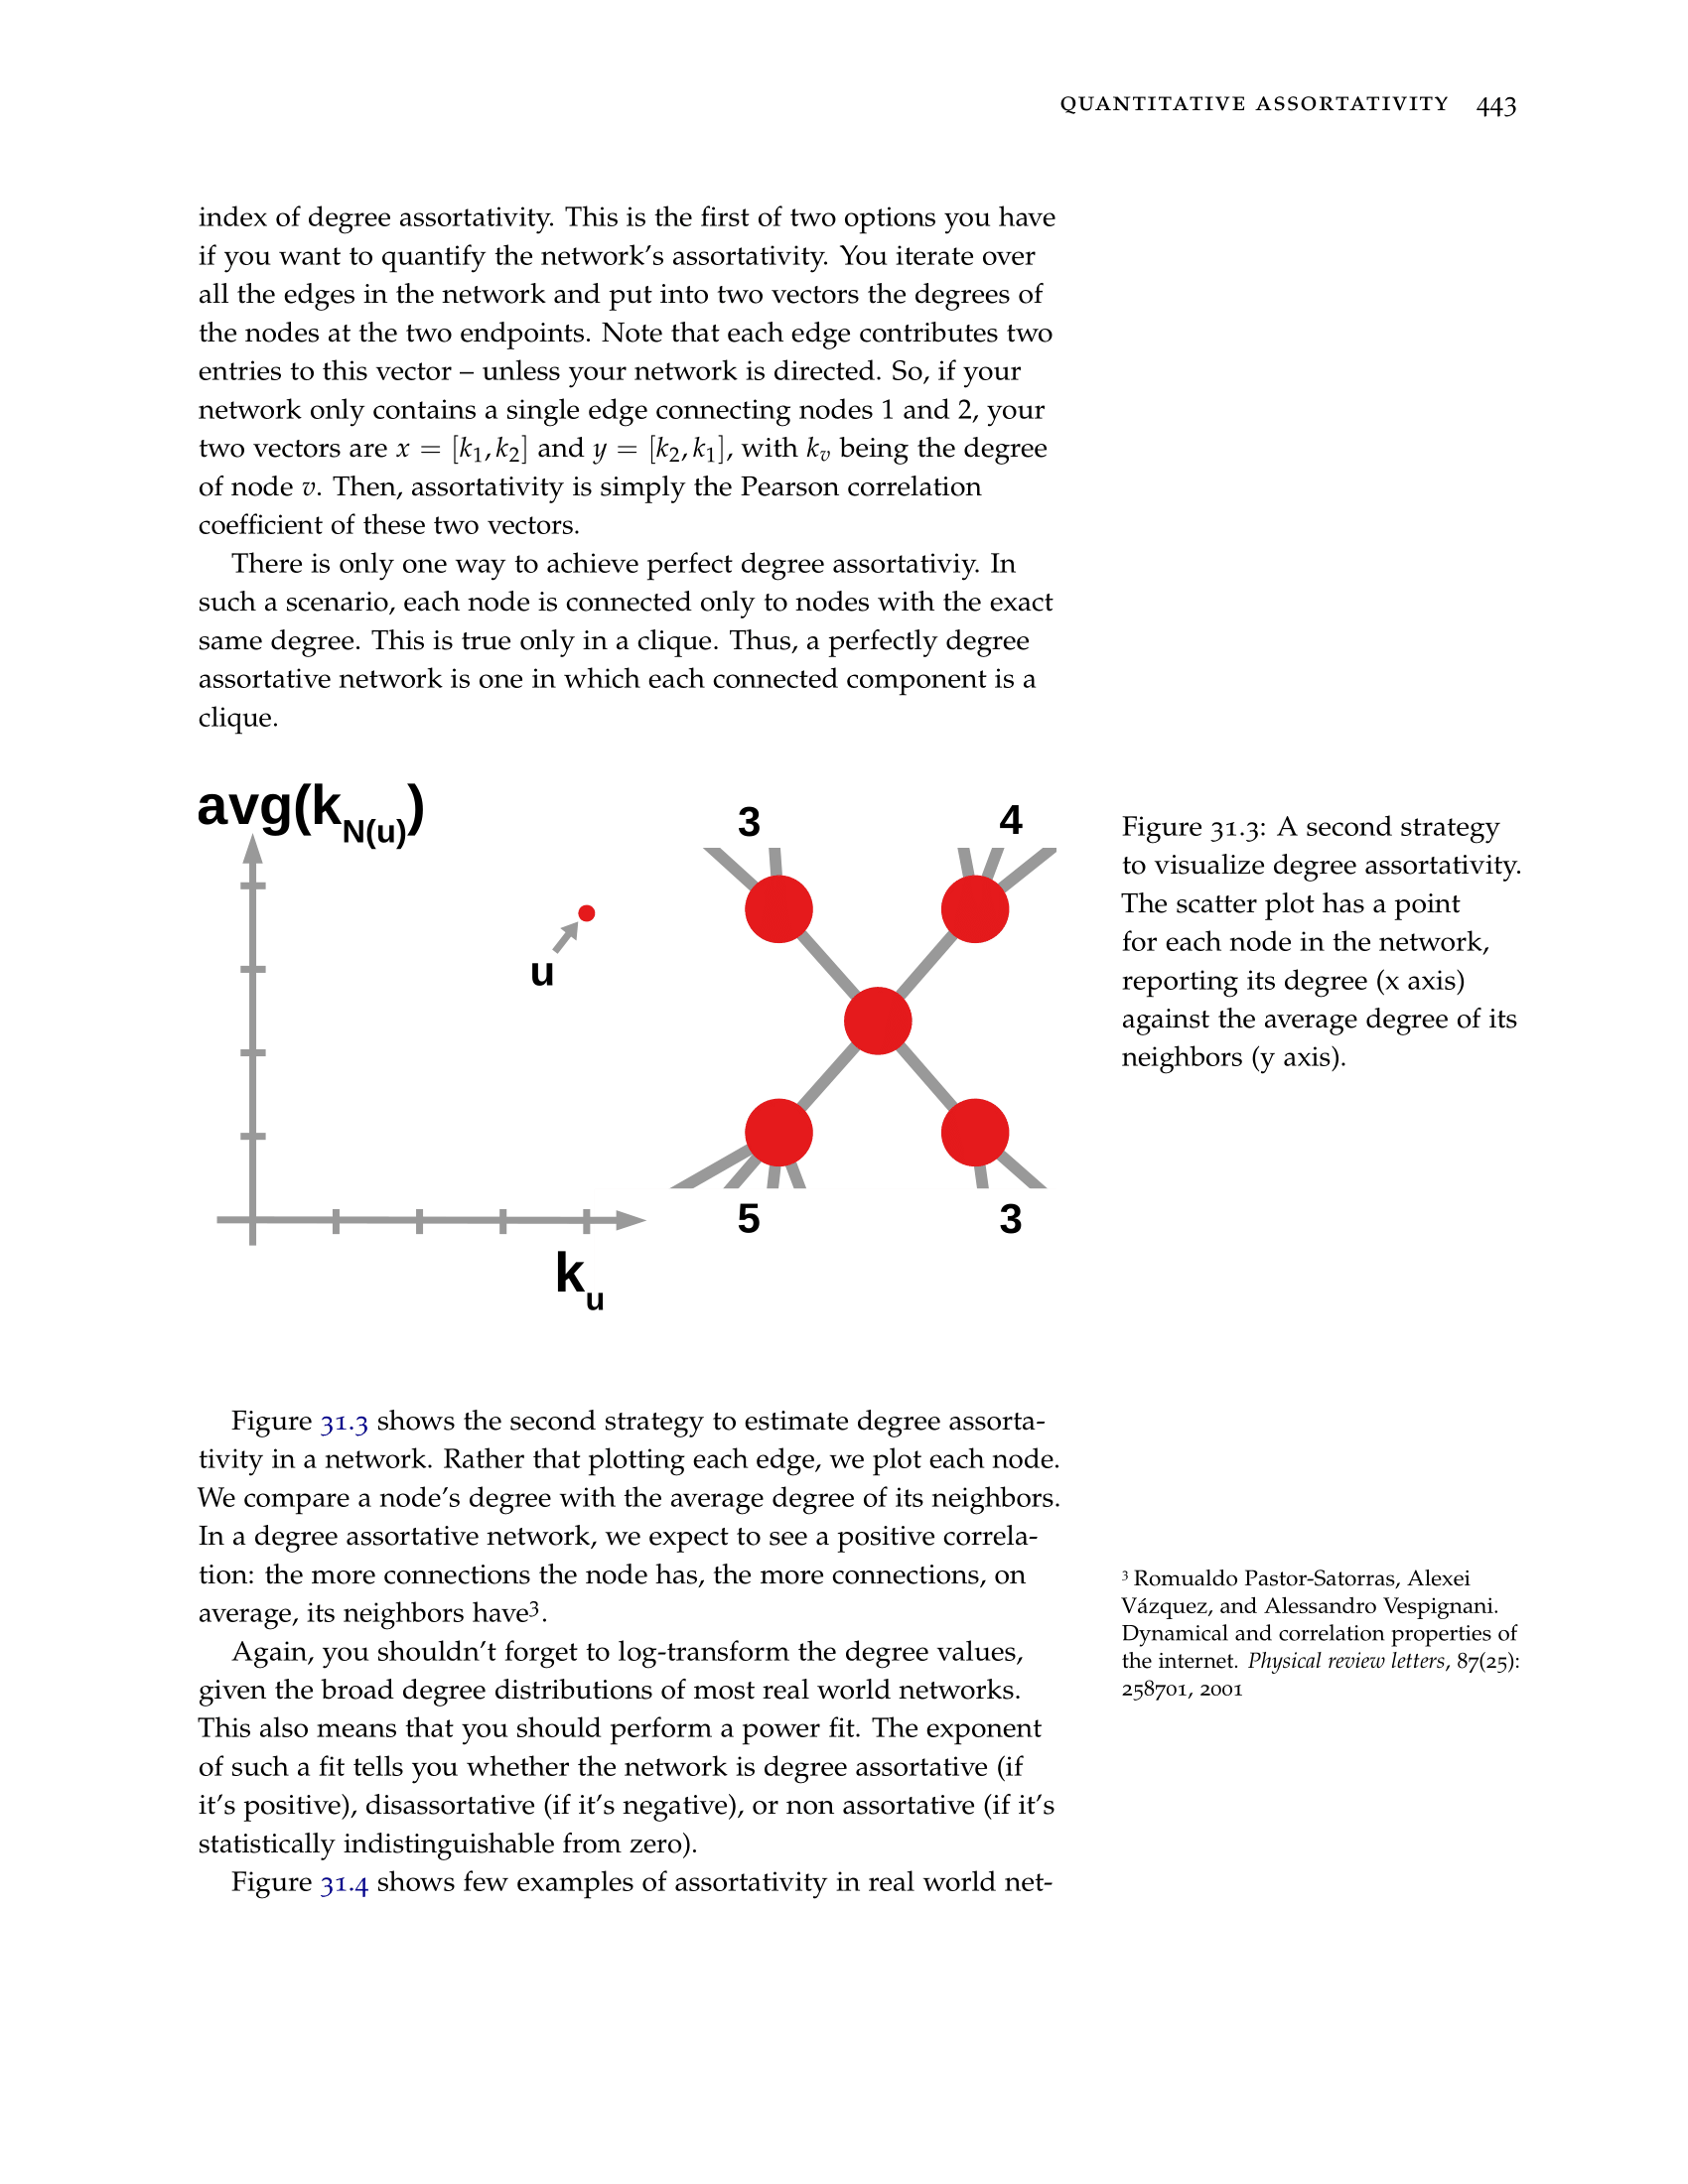 QUANTITATIVE ASSORTATIVITY 443
index of degree assortativity. This is the first of two options you have
if you want to quantify the network's assortativity. You iterate over
all the edges in the network and put into two vectors the degrees of
the nodes at the two endpoints. Note that each edge contributes two
entries to this vector – unless your network is directed. So, if your
network only contains a single edge connecting nodes 1 and 2, your
two vectors are x = [k₁, k₂] and y = [k₂, k₁], with kᵥ being the degree
of node v. Then, assortativity is simply the Pearson correlation
coefficient of these two vectors.
There is only one way to achieve perfect degree assortativiy. In
such a scenario, each node is connected only to nodes with the exact
same degree. This is true only in a clique. Thus, a perfectly degree
assortative network is one in which each connected component is a
clique.
avg(k_N(u))
u
k_u
3
4
5
3
Figure 31.3: A second strategy
to visualize degree assortativity.
The scatter plot has a point
for each node in the network,
reporting its degree (x axis)
against the average degree of its
neighbors (y axis).
Figure 31.3 shows the second strategy to estimate degree assorta-
tivity in a network. Rather that plotting each edge, we plot each node.
We compare a node's degree with the average degree of its neighbors.
In a degree assortative network, we expect to see a positive correla-
tion: the more connections the node has, the more connections, on
average, its neighbors have³.
³ Romualdo Pastor-Satorras, Alexei
Vázquez, and Alessandro Vespignani.
Dynamical and correlation properties of
the internet. Physical review letters, 87(25):
258701, 2001
Again, you shouldn't forget to log-transform the degree values,
given the broad degree distributions of most real world networks.
This also means that you should perform a power fit. The exponent
of such a fit tells you whether the network is degree assortative (if
it's positive), disassortative (if it's negative), or non assortative (if it's
statistically indistinguishable from zero).
Figure 31.4 shows few examples of assortativity in real world net-